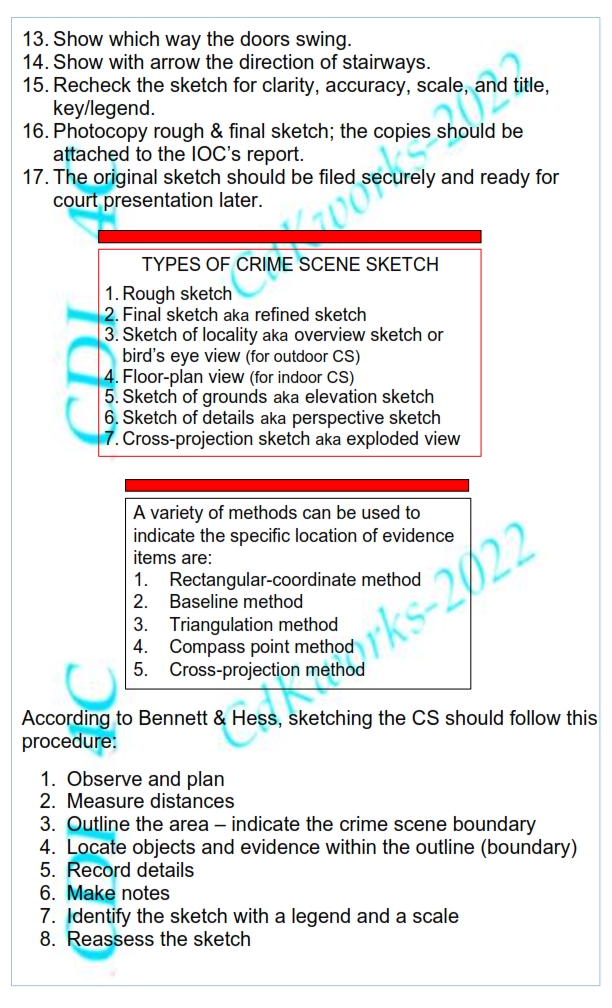 13. Show which way the doors swing.
14. Show with arrow the direction of stairways.
15. Recheck the sketch for clarity, accuracy, scale, and title,
key/legend.
16. Photocopy rough & final sketch; the copies should be
attached to the IOC's report.
17. The original sketch should be filed securely and ready for
court presentation later.
TYPES OF CRIME SCENE SKETCH
1. Rough sketch
2. Final sketch aka refined sketch
3. Sketch of locality aka overview sketch or
bird's eye view (for outdoor CS)
4. Floor-plan view (for indoor CS)
5. Sketch of grounds aka elevation sketch
6. Sketch of details aka perspective sketch
7. Cross-projection sketch aka exploded view
A variety of methods can be used to
indicate the specific location of evidence
items are:
1. Rectangular-coordinate method
2. Baseline method
3. Triangulation method
4. Compass point method
5. Cross-projection method
According to Bennett & Hess, sketching the CS should follow this
procedure:
1. Observe and plan
2. Measure distances
3. Outline the area – indicate the crime scene boundary
4. Locate objects and evidence within the outline (boundary)
5. Record details
6. Make notes
7. Identify the sketch with a legend and a scale
8. Reassess the sketch
CDI 4C
CdKworks-2022
CDI 4C
CdKworks-2022